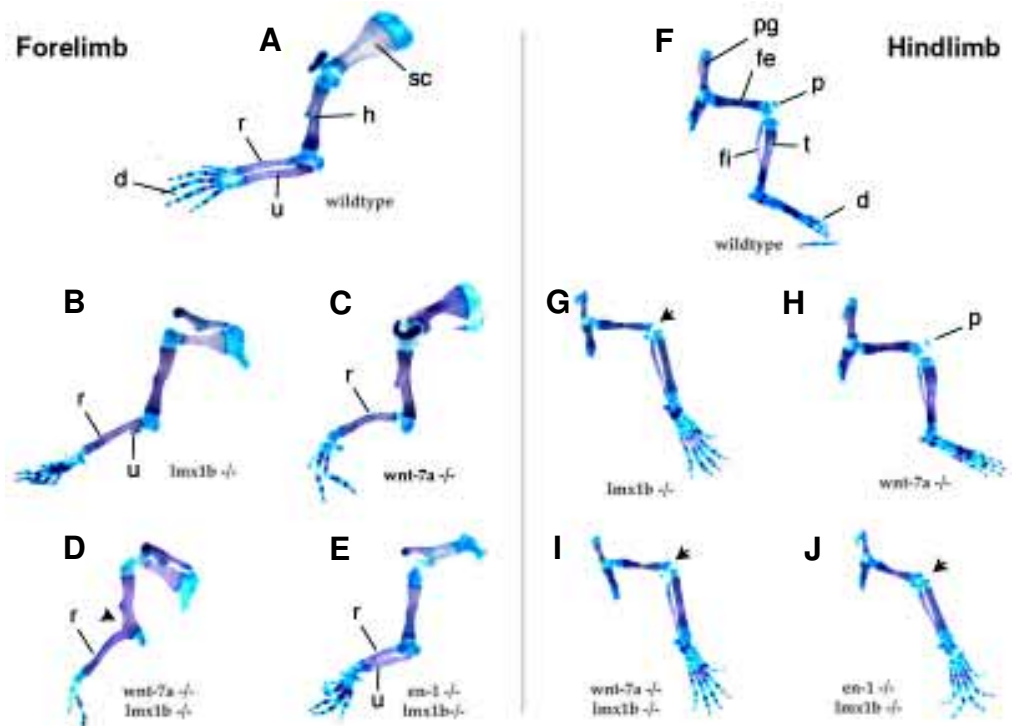 Forelimb
A
sc
h
r
d
u
wildtype
F
Hindlimb
pg
fe
p
fi
t
d
wildtype
B
r
u
lmx1b -/-
C
r
wnt-7a -/-
G
lmx1b -/-
H
p
wnt-7a -/-
D
r
wnt-7a -/-
lmx1b -/-
E
r
u
en-1 -/-
lmx1b-/-
I
wnt-7a -/-
lmx1b -/-
J
en-1 -/-
lmx1b -/-